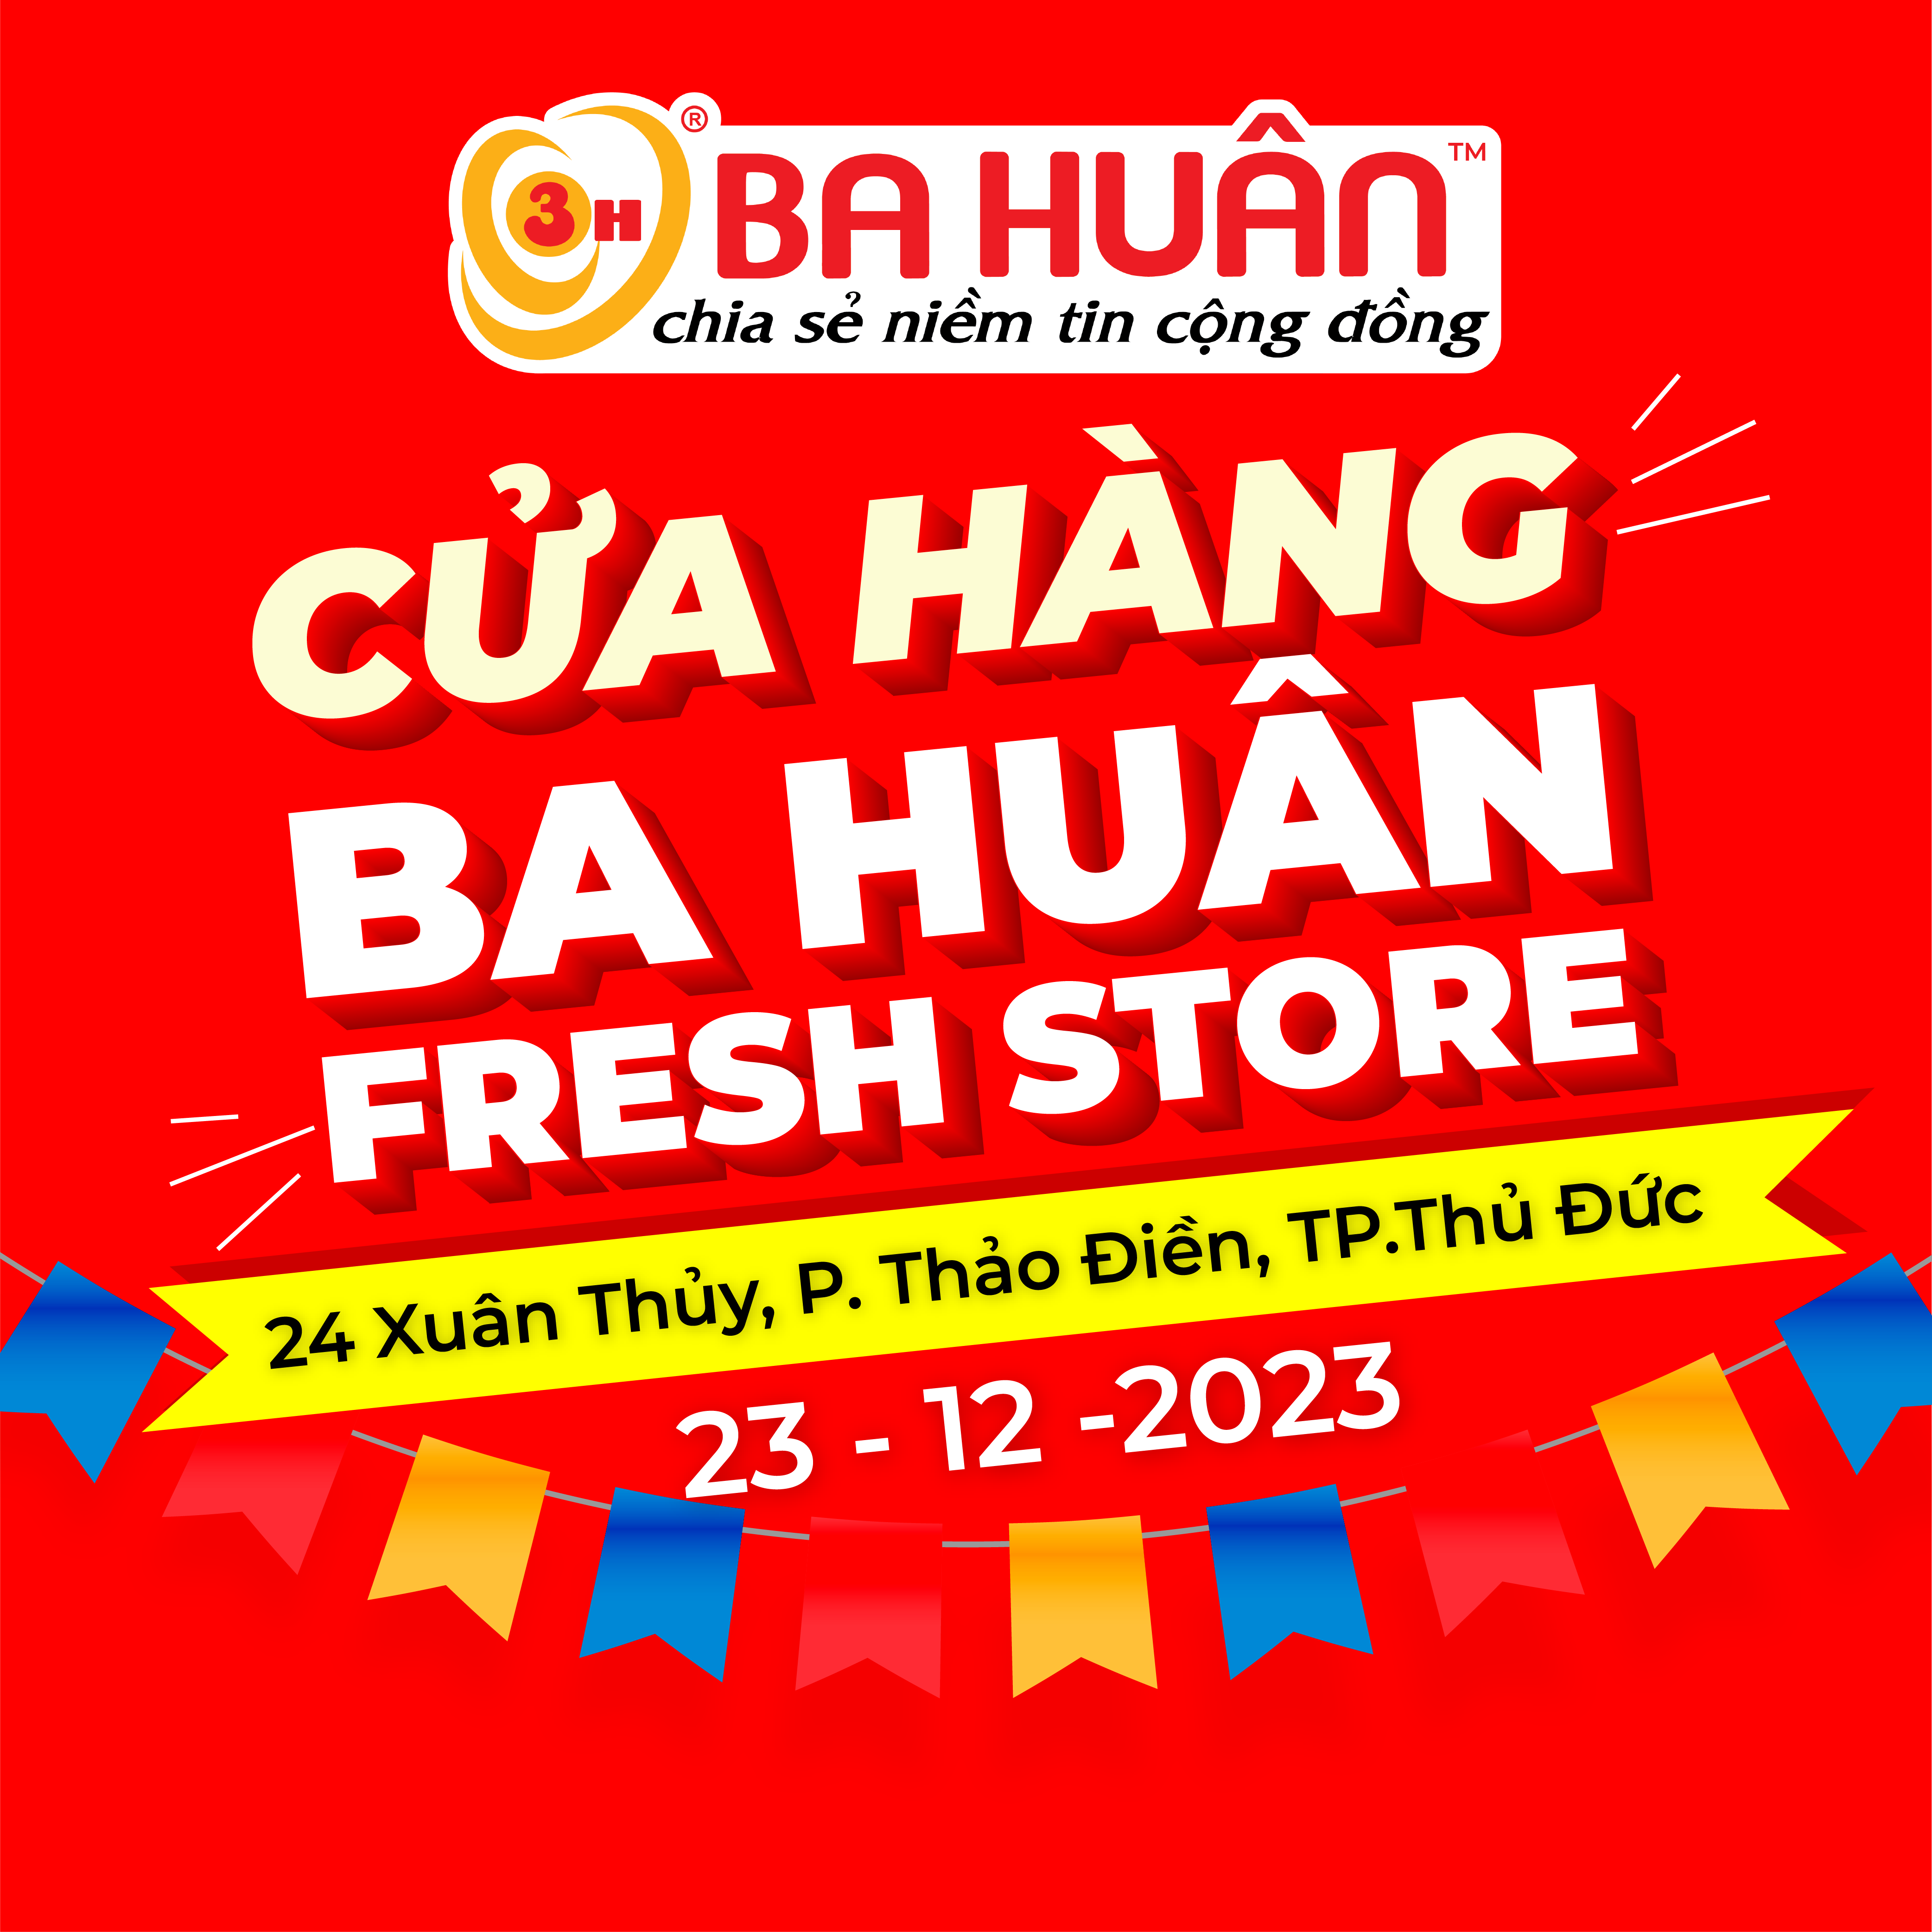 3H ®
BA HUÂN ™
chia sẻ niềm tin cộng đồng
CỬA HÀNG
BA HUÂN
FRESH STORE
24 Xuân Thủy, P. Thảo Điền, TP.Thủ Đức
23 - 12 -2023